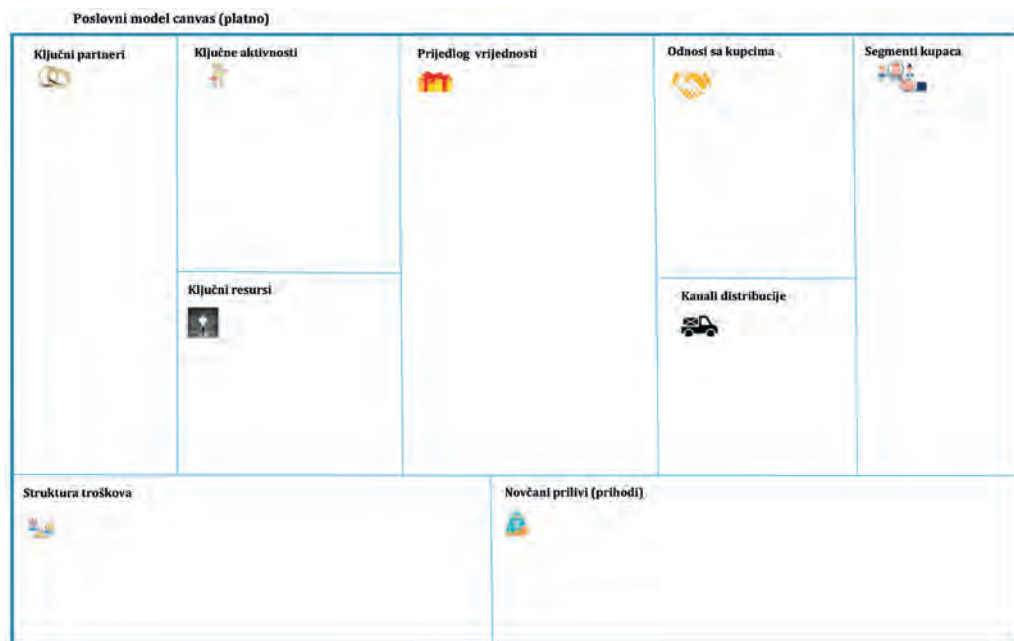 Poslovni model canvas (platno)
Ključni partneri
Ključne aktivnosti
Prijedlog vrijednosti
Odnosi sa kupcima
Segmenti kupaca
Ključni resursi
Kanali distribucije
Struktura troškova
Novčani prilivi (prihodi)